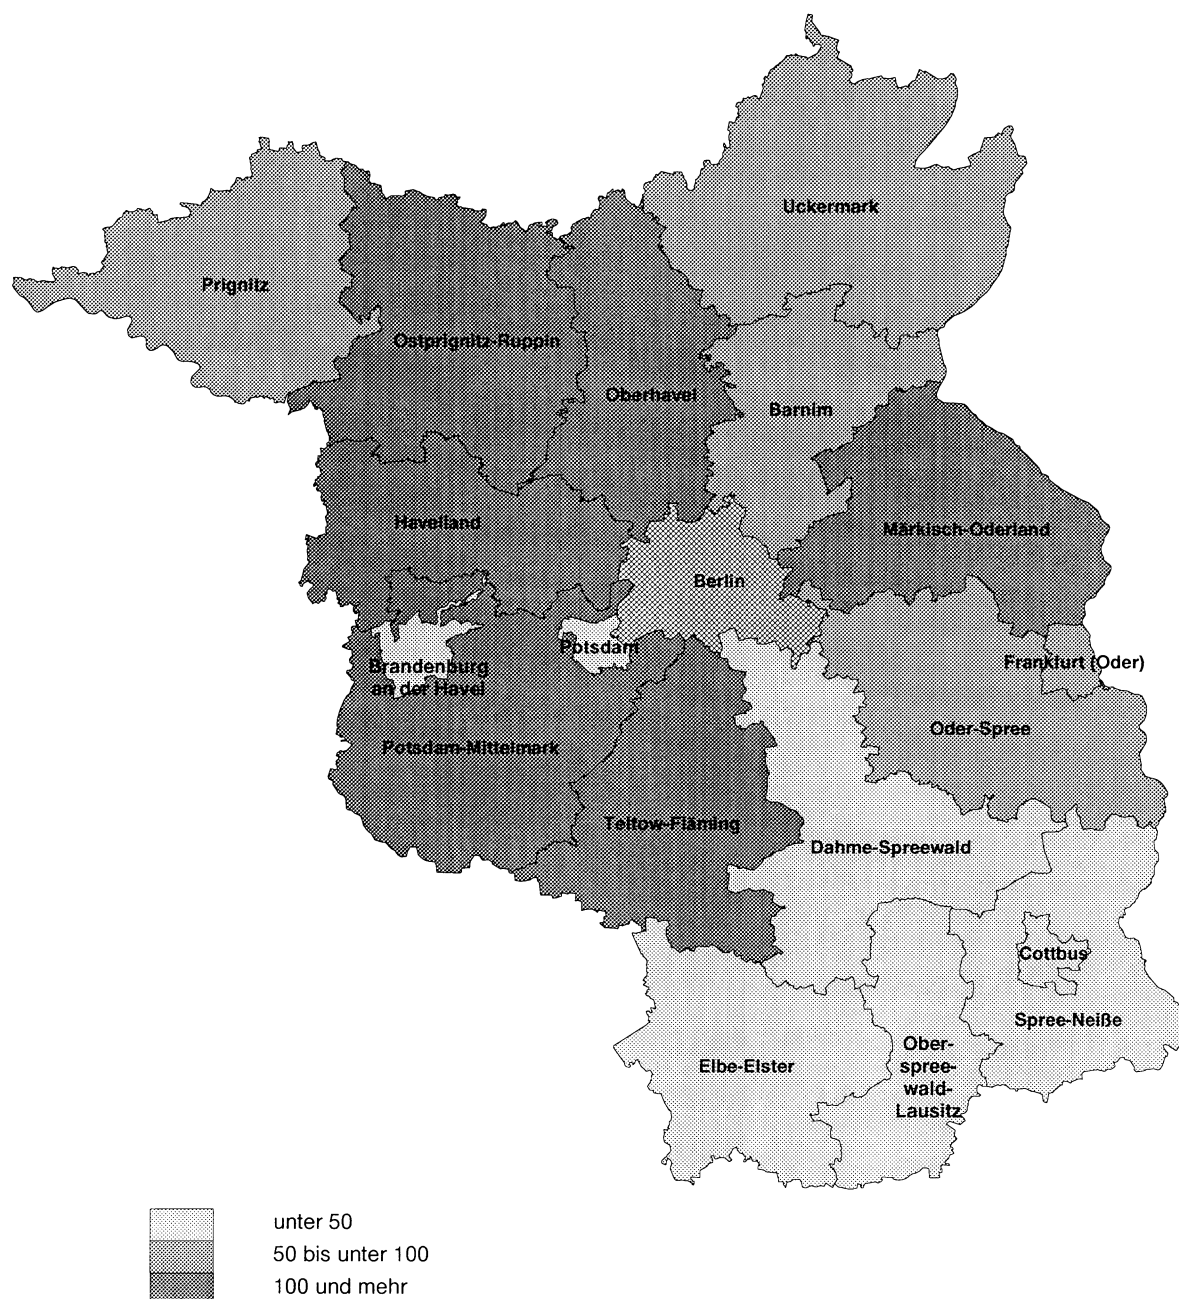 Uckermark
Prignitz
Ostprignitz-Ruppin
Oberhavel
Barnim
Havelland
Märkisch-Oderland
Berlin
Potsdam
Frankfurt (Oder)
Brandenburg
an der Havel
Oder-Spree
Potsdam-Mittelmark
Teltow-Fläming
Dahme-Spreewald
Cottbus
Spree-Neiße
Ober-
spree-
wald-
Lausitz
Elbe-Elster
unter 50
50 bis unter 100
100 und mehr